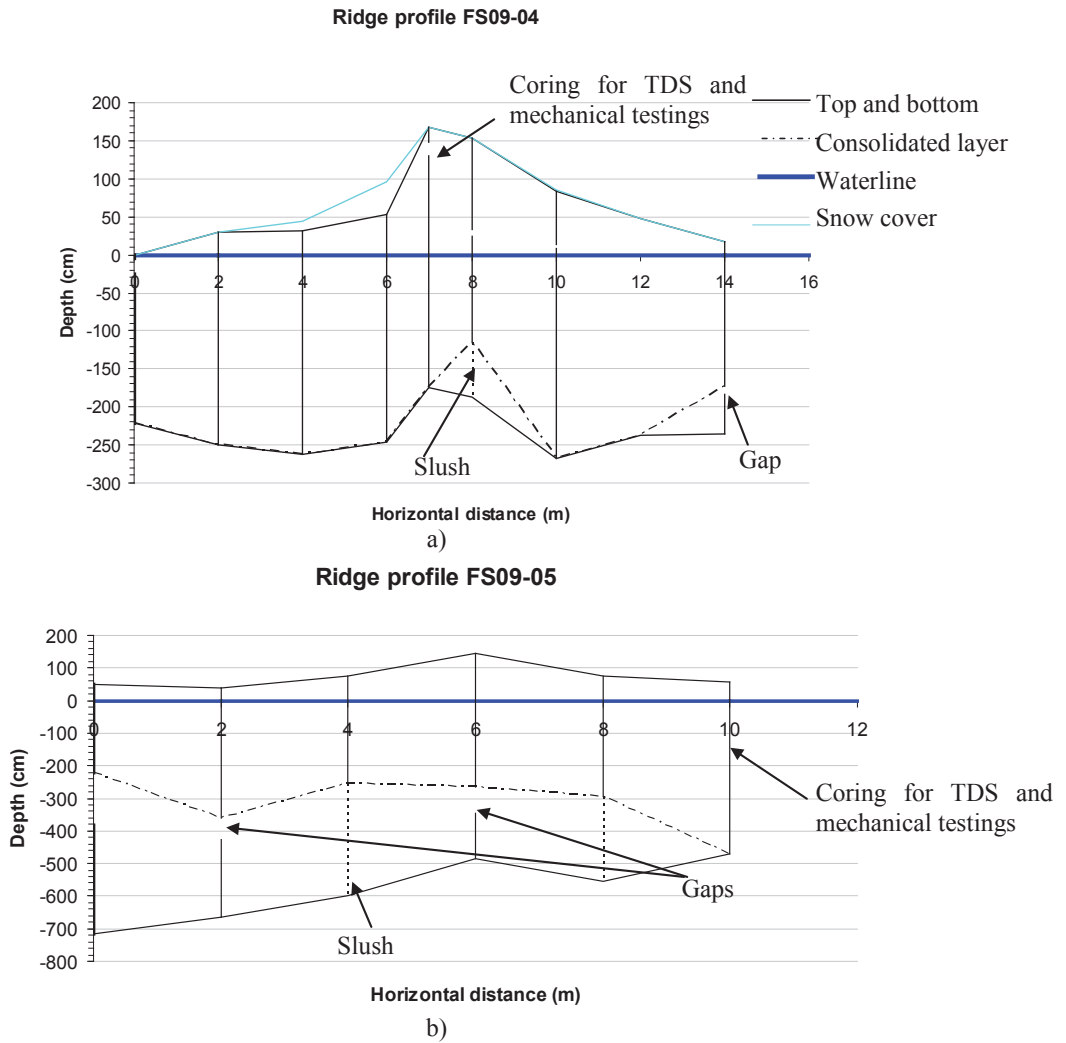 Ridge profile FS09-04
Coring for TDS and
mechanical testings
Top and bottom
Consolidated layer
Waterline
Snow cover
200
150
100
50
0
-50
-100
-150
-200
-250
-300
Depth (cm)
0 2 4 6 8 10 12 14 16
Slush
Gap
Horizontal distance (m)
a)
Ridge profile FS09-05
200
100
0
-100
-200
-300
-400
-500
-600
-700
-800
Depth (cm)
0 2 4 6 8 10 12
Coring for TDS and
mechanical testings
Gaps
Slush
Horizontal distance (m)
b)